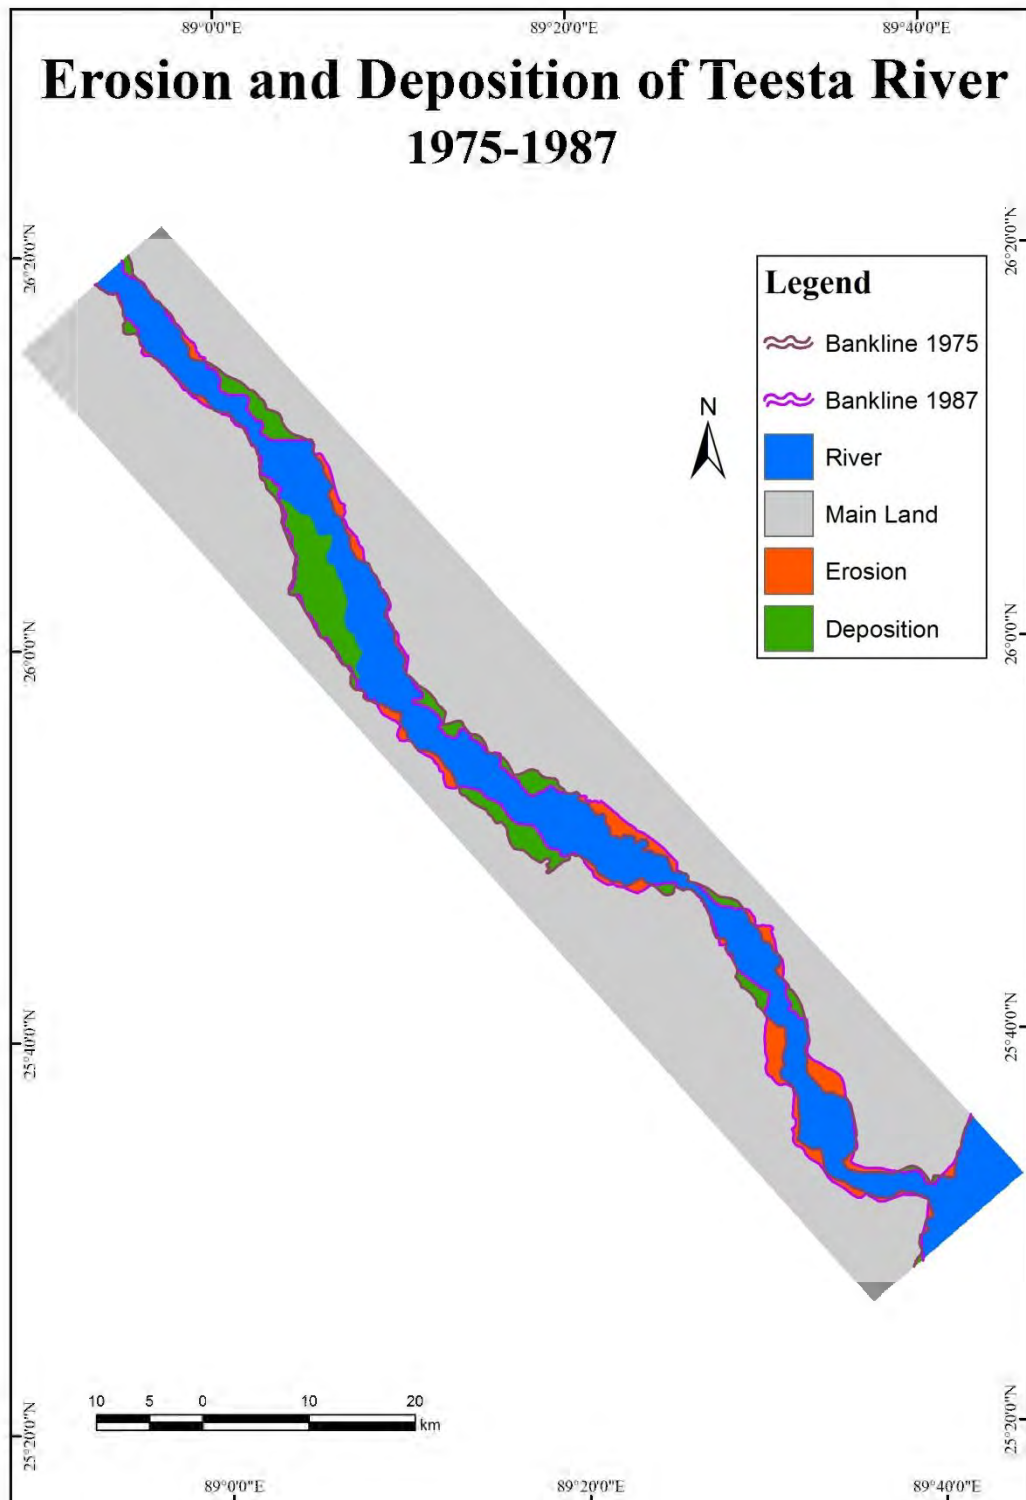 89°0'0"E 89°20'0"E 89°40'0"E
Erosion and Deposition of Teesta River
1975-1987
26°20'0"N
26°20'0"N
Legend
Bankline 1975
Bankline 1987
River
Main Land
Erosion
Deposition
N
26°0'0"N
26°0'0"N
25°40'0"N
25°40'0"N
10 5 0 10 20
km
25°20'0"N
25°20'0"N
89°0'0"E 89°20'0"E 89°40'0"E